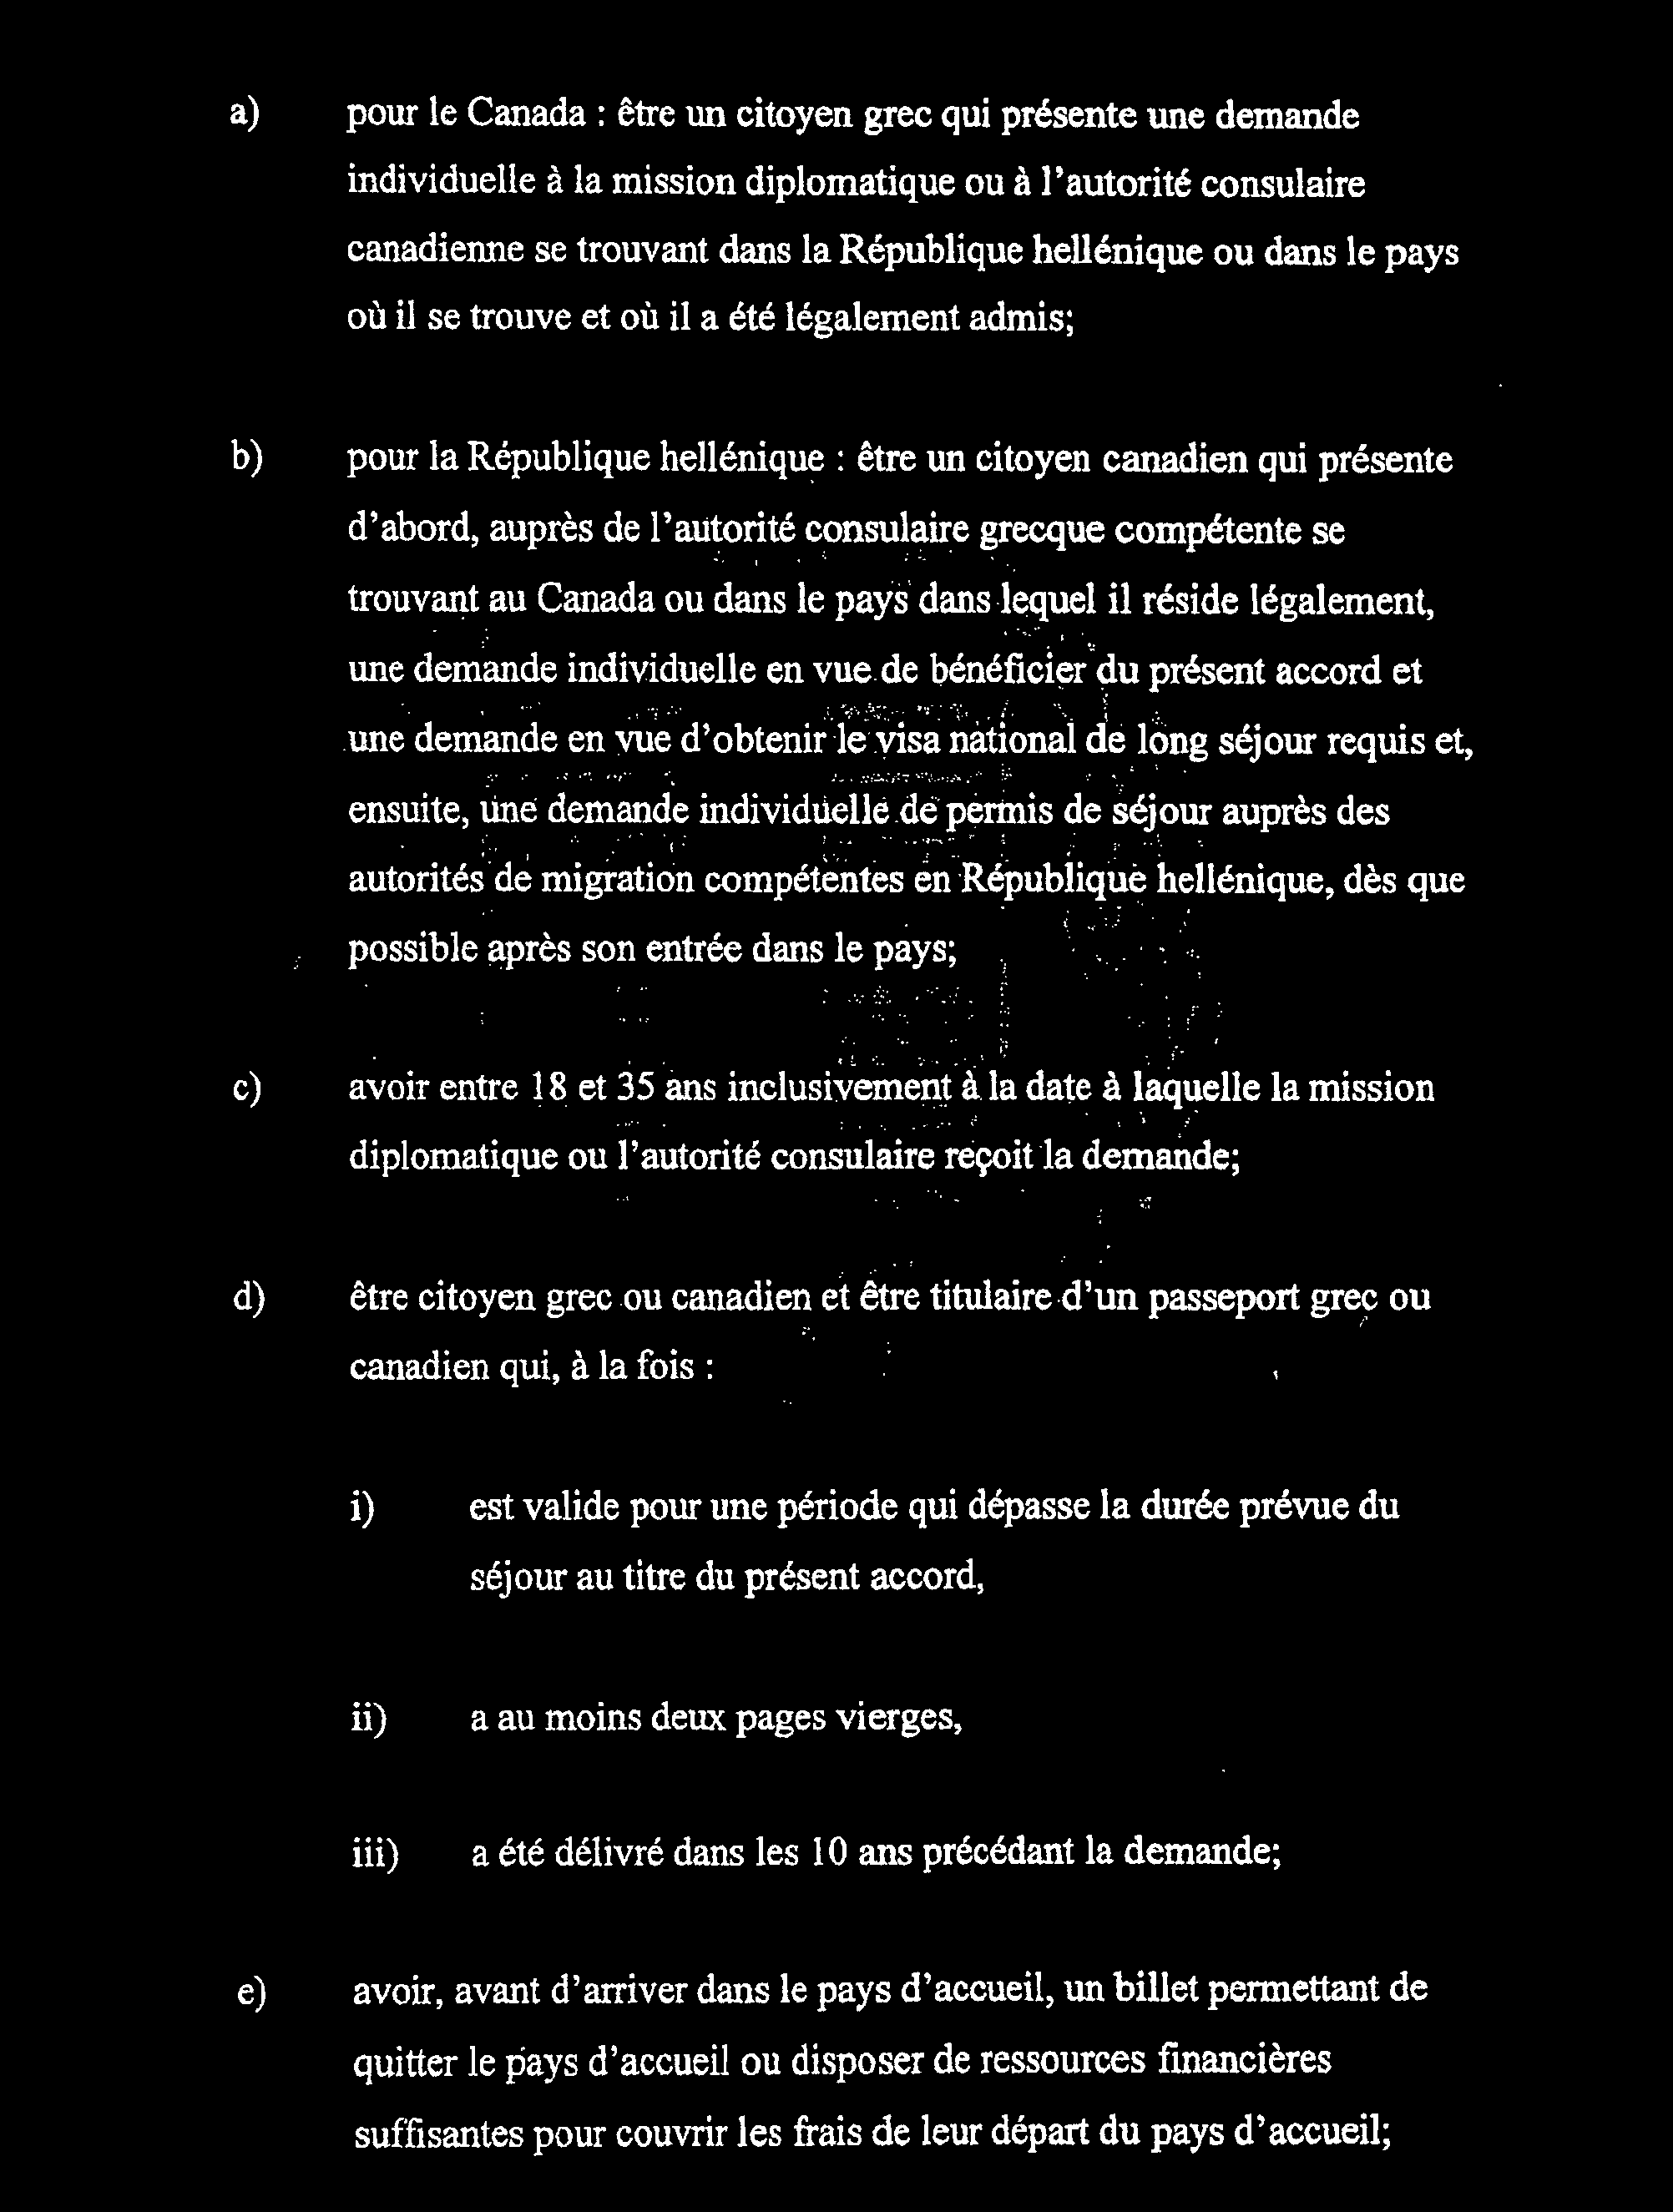 a) pour le Canada : être un citoyen grec qui présente une demande
individuelle à la mission diplomatique ou à l'autorité consulaire
canadienne se trouvant dans la République hellénique ou dans le pays
où il se trouve et où il a été légalement admis;
b) pour la République hellénique : être un citoyen canadien qui présente
d'abord, auprès de l'autorité consulaire grecque compétente se
trouvant au Canada ou dans le pays dans lequel il réside légalement,
une demande individuelle en vue de bénéficier du présent accord et
une demande en vue d'obtenir le visa national de long séjour requis et,
ensuite, une demande individuelle de permis de séjour auprès des
autorités de migration compétentes en République hellénique, dès que
possible après son entrée dans le pays;
c) avoir entre 18 et 35 ans inclusivement à la date à laquelle la mission
diplomatique ou l'autorité consulaire reçoit la demande;
d) être citoyen grec ou canadien et être titulaire d'un passeport grec ou
canadien qui, à la fois :
i) est valide pour une période qui dépasse la durée prévue du
séjour au titre du présent accord,
ii) a au moins deux pages vierges,
iii) a été délivré dans les 10 ans précédant la demande;
e) avoir, avant d'arriver dans le pays d'accueil, un billet permettant de
quitter le pays d'accueil ou disposer de ressources financières
suffisantes pour couvrir les frais de leur départ du pays d'accueil;